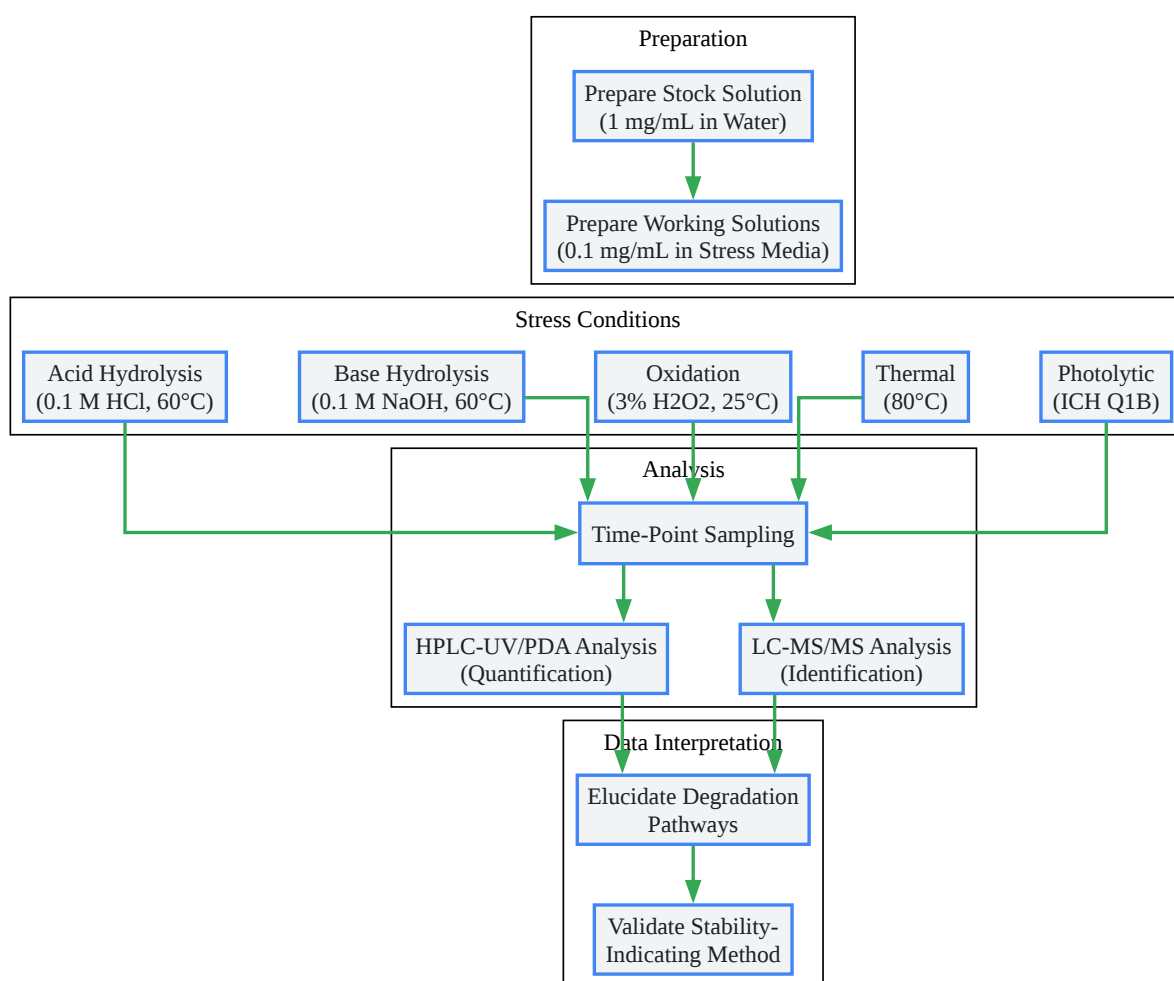 Preparation
Prepare Stock Solution
(1 mg/mL in Water)
Prepare Working Solutions
(0.1 mg/mL in Stress Media)
Stress Conditions
Acid Hydrolysis
(0.1 M HCl, 60°C)
Base Hydrolysis
(0.1 M NaOH, 60°C)
Oxidation
(3% H2O2, 25°C)
Thermal
(80°C)
Photolytic
(ICH Q1B)
Analysis
Time-Point Sampling
HPLC-UV/PDA Analysis
(Quantification)
LC-MS/MS Analysis
(Identification)
Data Interpretation
Elucidate Degradation
Pathways
Validate Stability-
Indicating Method